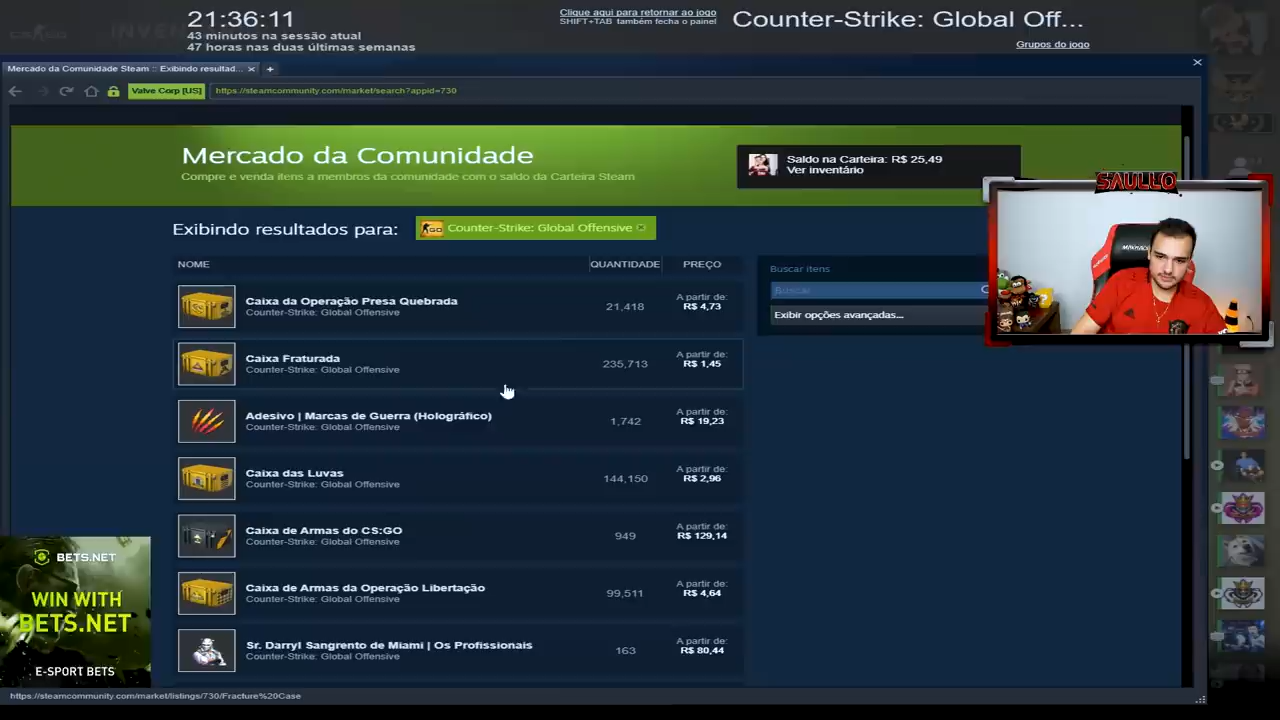 21:36:11
43 minutos na sessão atual
47 horas nas duas últimas semanas
Clique aqui para retornar ao jogo
SHIFT+TAB também fecha o painel
Counter-Strike: Global Off...
Grupos do jogo
Mercado da Comunidade Steam :: Exibindo resultad...
Valve Corp [US]
https://steamcommunity.com/market/search?appid=730
Mercado da Comunidade
Compre e venda itens a membros da comunidade com o saldo da Carteira Steam
Saldo na Carteira: R$ 25,49
Ver inventário
SAULLO
Exibindo resultados para:
Counter-Strike: Global Offensive
NOME
QUANTIDADE
PREÇO
Caixa da Operação Presa Quebrada
Counter-Strike: Global Offensive
21,418
A partir de:
R$ 4,73
Caixa Fraturada
Counter-Strike: Global Offensive
235,713
A partir de:
R$ 1,45
Adesivo | Marcas de Guerra (Holográfico)
Counter-Strike: Global Offensive
1,742
A partir de:
R$ 19,23
Caixa das Luvas
Counter-Strike: Global Offensive
144,150
A partir de:
R$ 2,96
Caixa de Armas do CS:GO
Counter-Strike: Global Offensive
949
A partir de:
R$ 129,14
Caixa de Armas da Operação Libertação
Counter-Strike: Global Offensive
99,511
A partir de:
R$ 4,64
Sr. Darryl Sangrento de Miami | Os Profissionais
Counter-Strike: Global Offensive
163
A partir de:
R$ 80,44
Buscar itens
Buscar
Exibir opções avançadas...
BETS.NET
WIN WITH
BETS.NET
E-SPORT BETS
https://steamcommunity.com/market/listings/730/Fracture%20Case